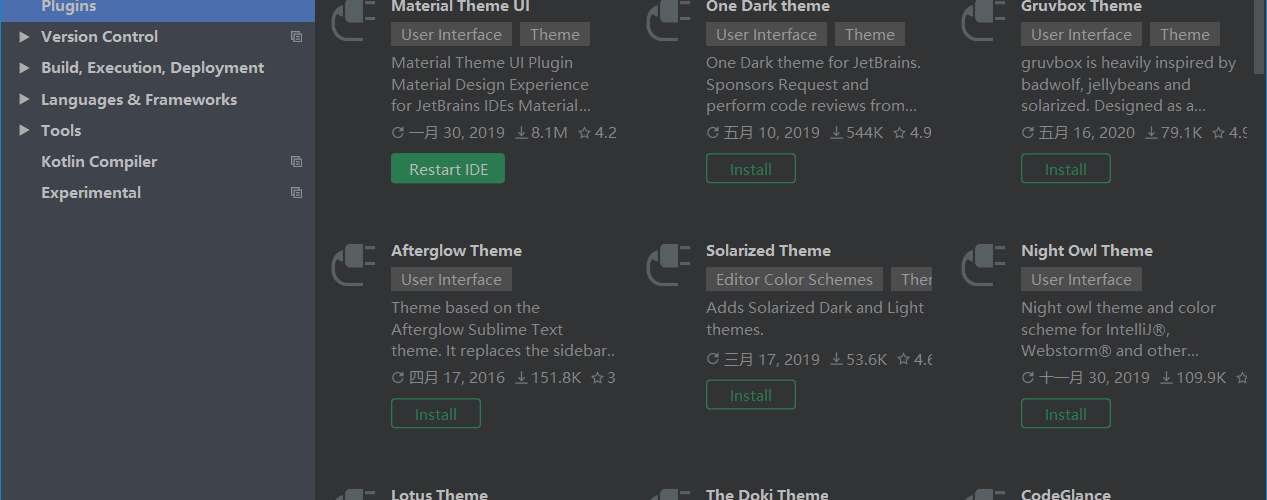 Plugins
Version Control
Build, Execution, Deployment
Languages & Frameworks
Tools
Kotlin Compiler
Experimental
Material Theme UI
User Interface Theme
Material Theme UI Plugin
Material Design Experience
for JetBrains IDEs Material...
一月 30, 2019 8.1M 4.2
Restart IDE
One Dark theme
User Interface Theme
One Dark theme for JetBrains.
Sponsors Request and
perform code reviews from...
五月 10, 2019 544K 4.9
Install
Gruvbox Theme
User Interface Theme
gruvbox is heavily inspired by
badwolf, jellybeans and
solarized. Designed as a...
五月 16, 2020 79.1K 4.9
Install
Afterglow Theme
User Interface
Theme based on the
Afterglow Sublime Text
theme. It replaces the sidebar..
四月 17, 2016 151.8K 3
Install
Solarized Theme
Editor Color Schemes
Adds Solarized Dark and Light
themes.
三月 17, 2019 53.6K 4.6
Install
Night Owl Theme
User Interface
Night owl theme and color
scheme for IntelliJ®,
Webstorm® and other...
十一月 30, 2019 109.9K
Install
Lotus Theme
The Doki Theme
CodeGlance